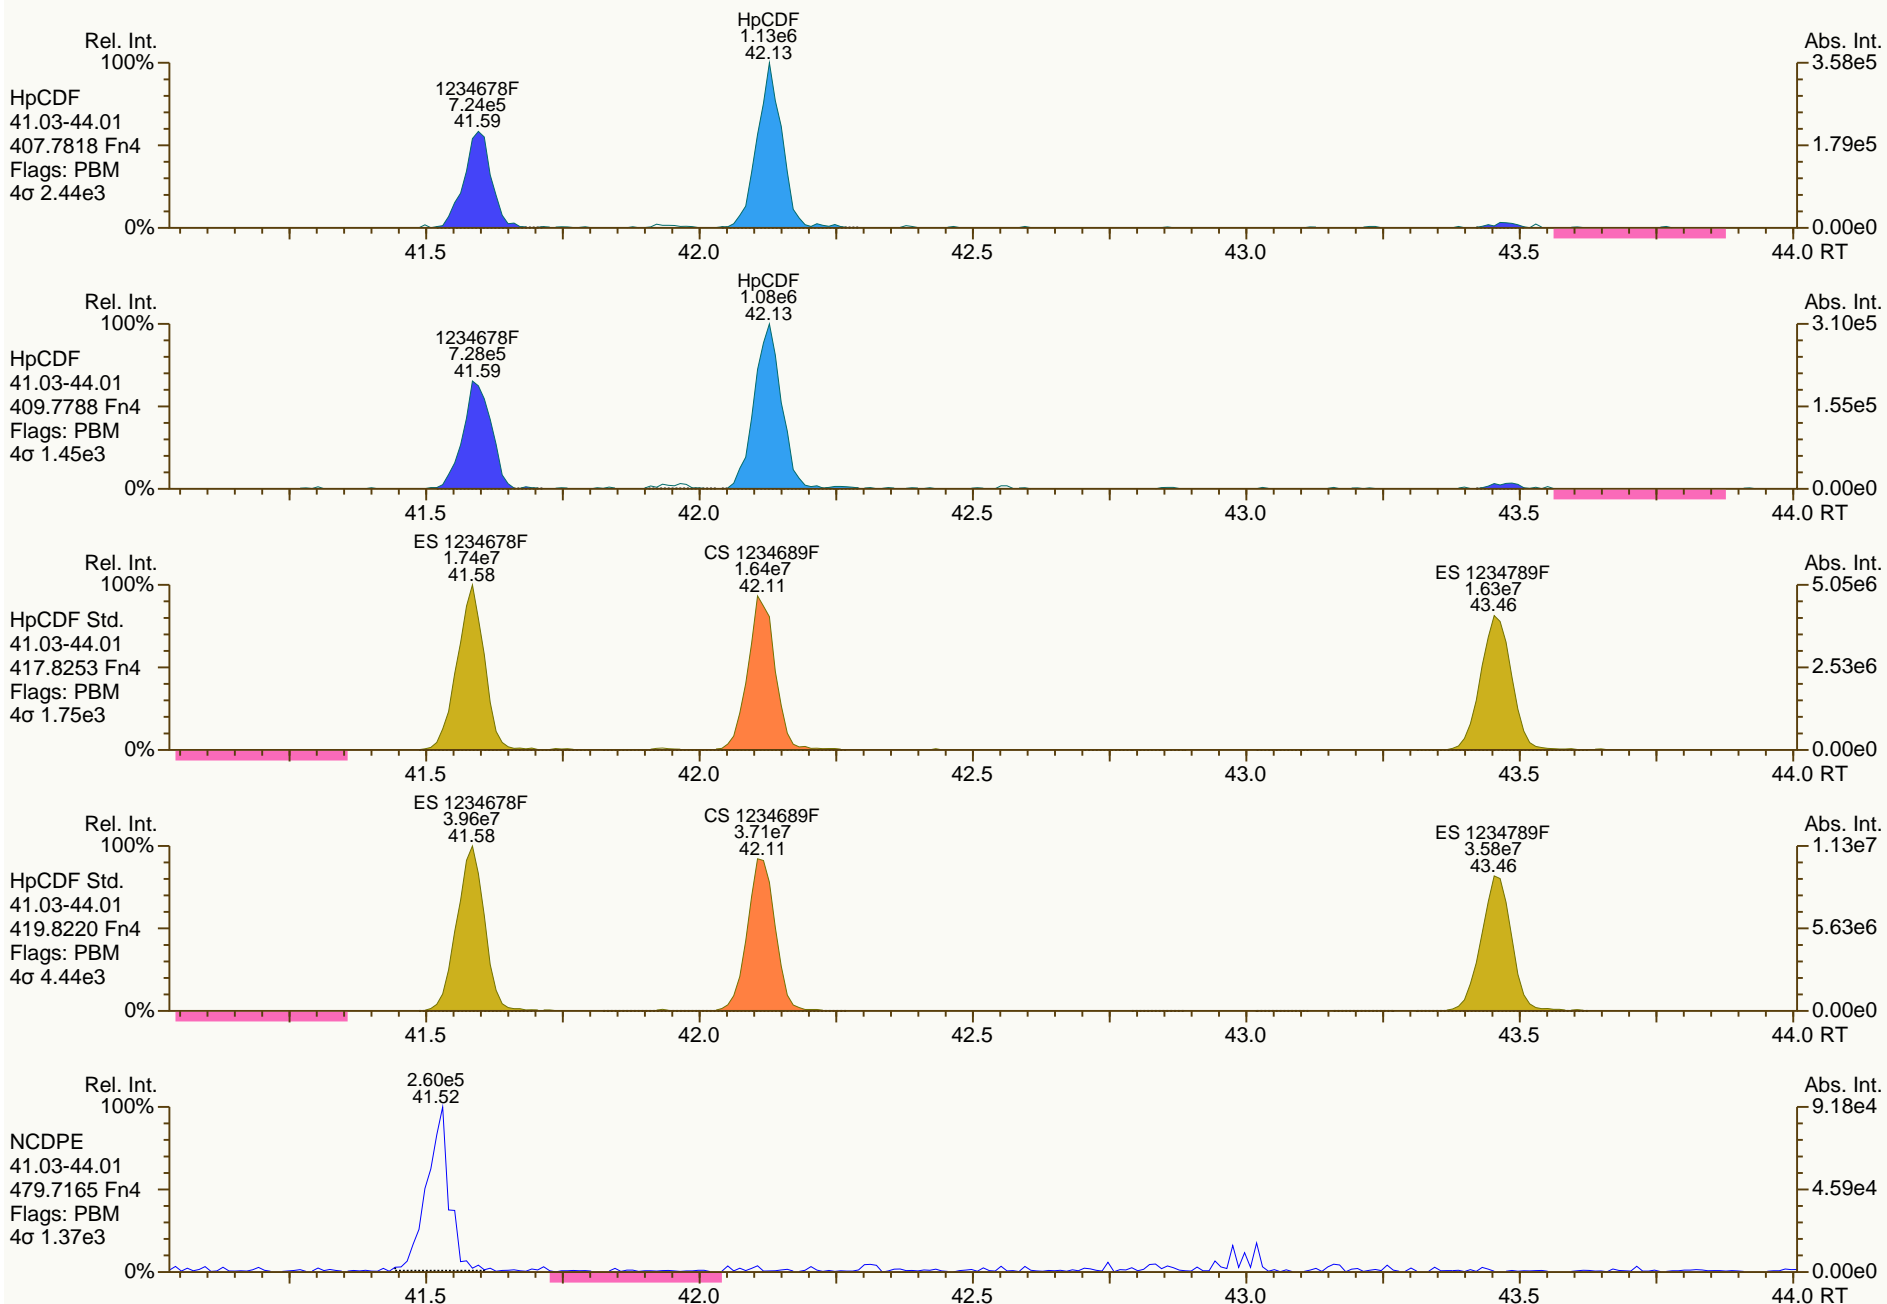 HpCDF
1.13e6
42.13
Rel. Int.
Abs. Int.
100%
3.58e5
1234678F
7.24e5
41.59
HpCDF
41.03-44.01
407.7818 Fn4
Flags: PBM
4σ 2.44e3
1.79e5
0%
0.00e0
41.5
42.0
42.5
43.0
43.5
44.0 RT
HpCDF
1.08e6
42.13
Rel. Int.
Abs. Int.
100%
3.10e5
1234678F
7.28e5
41.59
HpCDF
41.03-44.01
409.7788 Fn4
Flags: PBM
4σ 1.45e3
1.55e5
0%
0.00e0
41.5
42.0
42.5
43.0
43.5
44.0 RT
ES 1234678F
1.74e7
41.58
CS 1234689F
1.64e7
42.11
ES 1234789F
1.63e7
43.46
Rel. Int.
Abs. Int.
100%
5.05e6
HpCDF Std.
41.03-44.01
417.8253 Fn4
Flags: PBM
4σ 1.75e3
2.53e6
0%
0.00e0
41.5
42.0
42.5
43.0
43.5
44.0 RT
ES 1234678F
3.96e7
41.58
CS 1234689F
3.71e7
42.11
ES 1234789F
3.58e7
43.46
Rel. Int.
Abs. Int.
100%
1.13e7
HpCDF Std.
41.03-44.01
419.8220 Fn4
Flags: PBM
4σ 4.44e3
5.63e6
0%
0.00e0
41.5
42.0
42.5
43.0
43.5
44.0 RT
2.60e5
41.52
Rel. Int.
Abs. Int.
100%
9.18e4
NCDPE
41.03-44.01
479.7165 Fn4
Flags: PBM
4σ 1.37e3
4.59e4
0%
0.00e0
41.5
42.0
42.5
43.0
43.5
44.0 RT